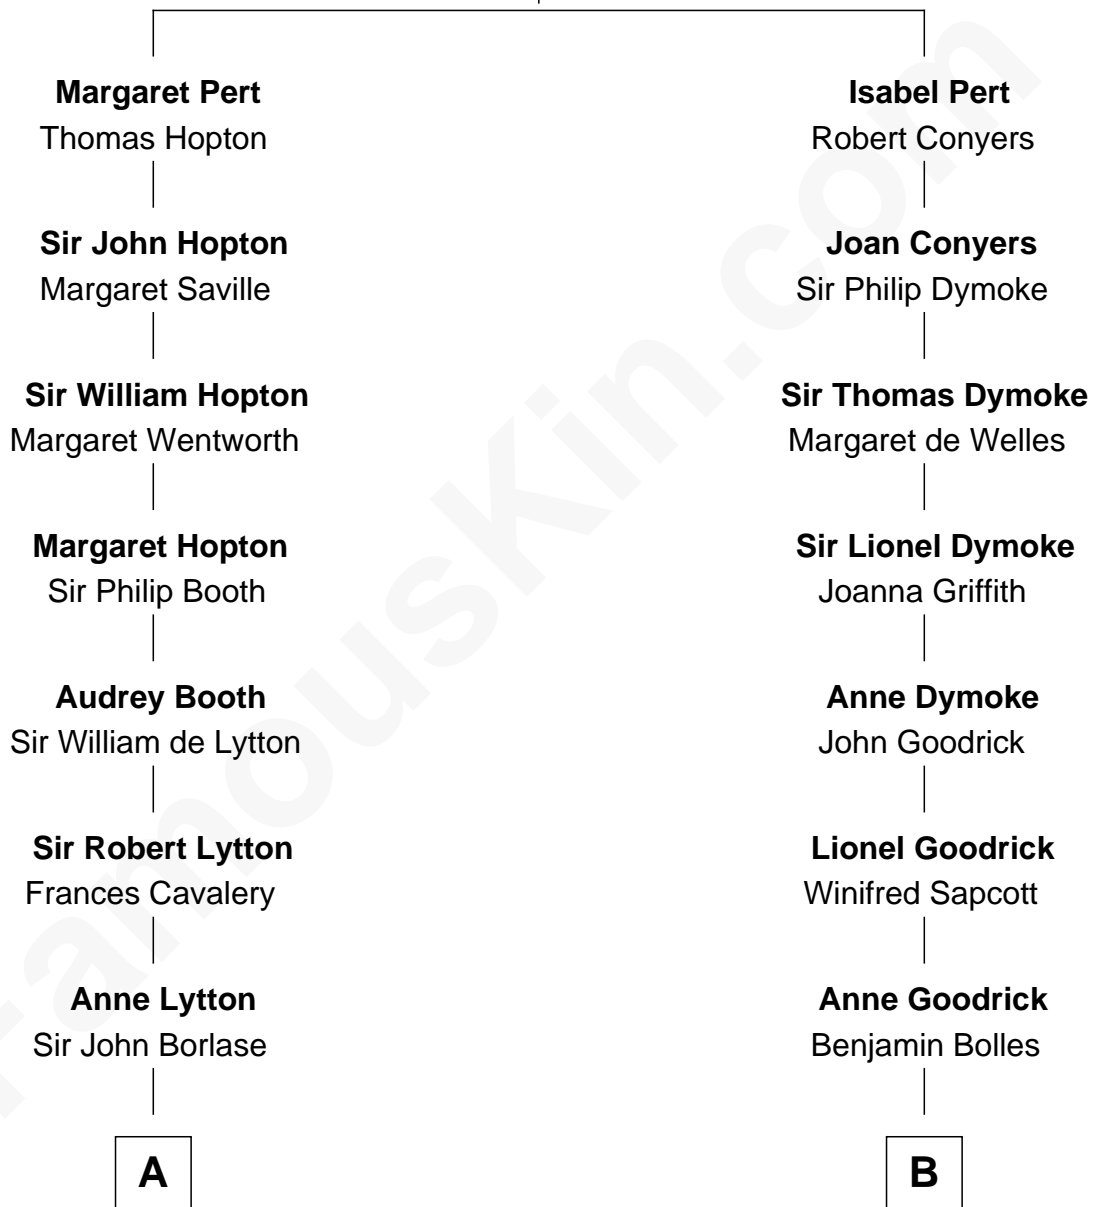 Margaret Pert
Thomas Hopton
Sir John Hopton
Margaret Saville
Sir William Hopton
Margaret Wentworth
Margaret Hopton
Sir Philip Booth
Audrey Booth
Sir William de Lytton
Sir Robert Lytton
Frances Cavalery
Anne Lytton
Sir John Borlase
A
Isabel Pert
Robert Conyers
Joan Conyers
Sir Philip Dymoke
Sir Thomas Dymoke
Margaret de Welles
Sir Lionel Dymoke
Joanna Griffith
Anne Dymoke
John Goodrick
Lionel Goodrick
Winifred Sapcott
Anne Goodrick
Benjamin Bolles
B
FamousKin.com